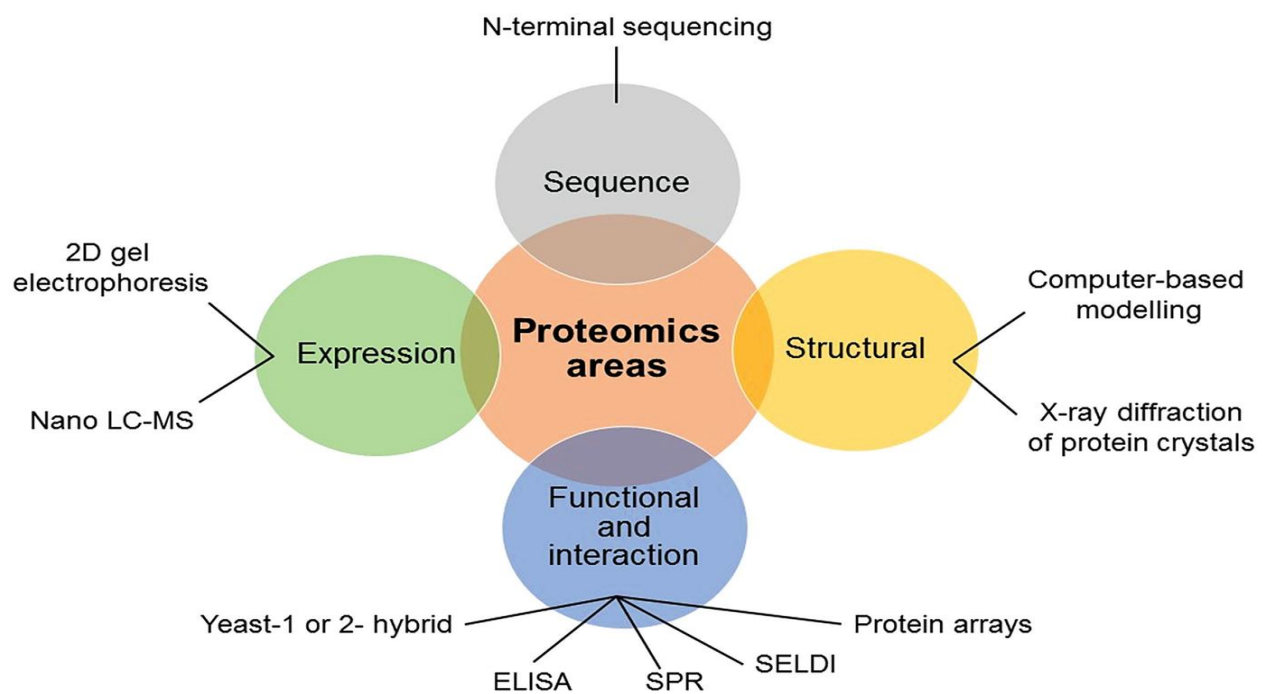 N-terminal sequencing
Sequence
2D gel
electrophoresis
Expression
Nano LC-MS
Proteomics
areas
Structural
Computer-based
modelling
X-ray diffraction
of protein crystals
Functional
and
interaction
Yeast-1 or 2- hybrid
ELISA
SPR
SELDI
Protein arrays